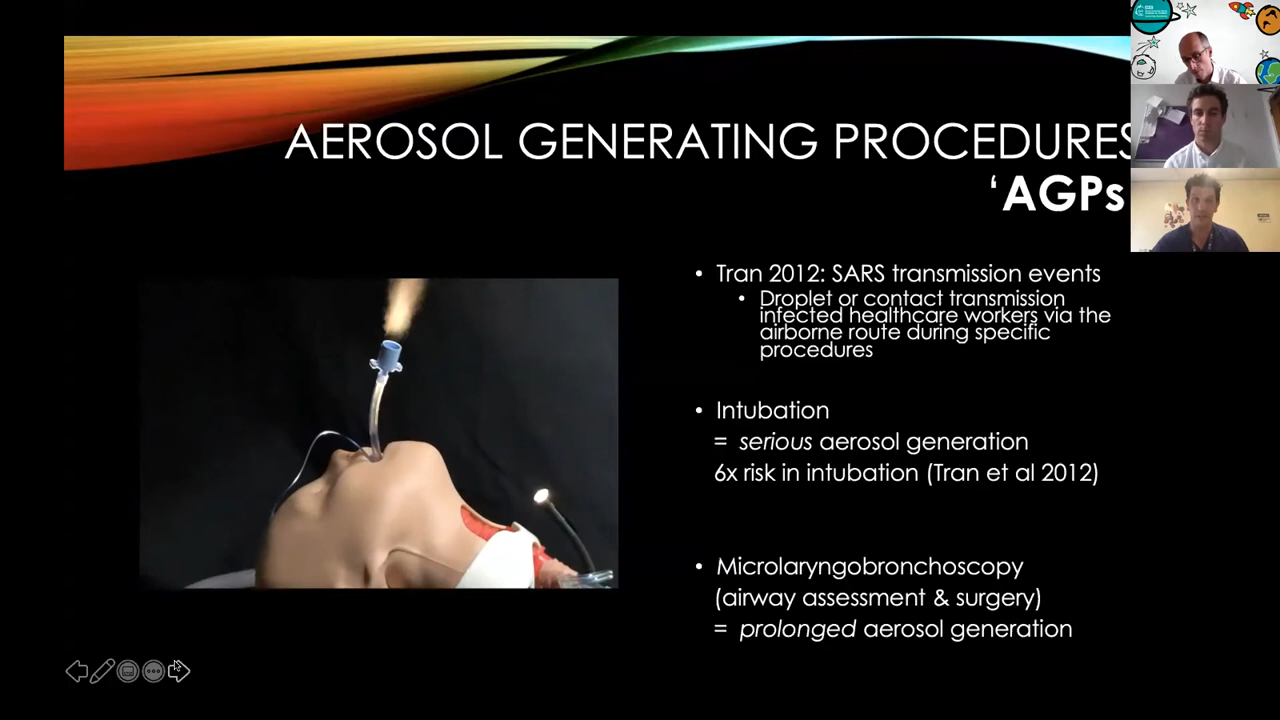 AEROSOL GENERATING PROCEDURES
‘AGPs
• Tran 2012: SARS transmission events
• Droplet or contact transmission
infected healthcare workers via the
airborne route during specific
procedures
• Intubation
= serious aerosol generation
6x risk in intubation (Tran et al 2012)
• Microlaryngobronchoscopy
(airway assessment & surgery)
= prolonged aerosol generation